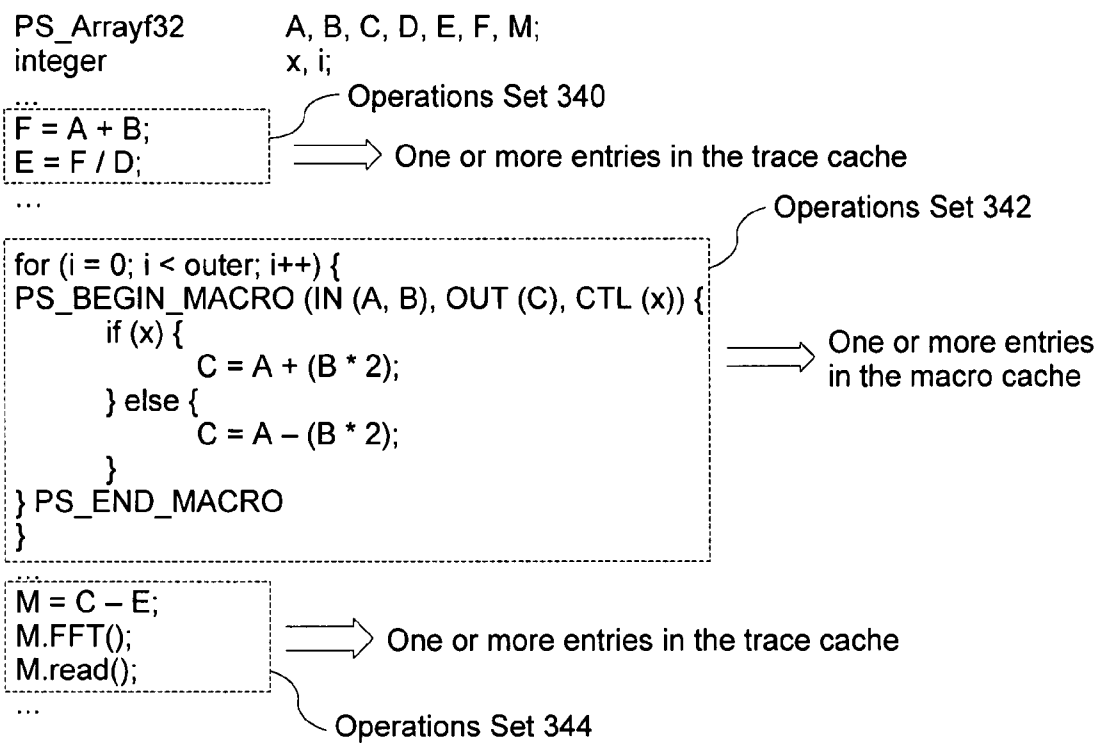 PS_Arrayf32 A, B, C, D, E, F, M;
integer x, i;
...
Operations Set 340
F = A + B;
E = F / D;
One or more entries in the trace cache
...
Operations Set 342
for (i = 0; i < outer; i++) {
PS_BEGIN_MACRO (IN (A, B), OUT (C), CTL (x)) {
if (x) {
C = A + (B * 2);
} else {
C = A – (B * 2);
}
} PS_END_MACRO
}
One or more entries
in the macro cache
...
M = C – E;
M.FFT();
M.read();
One or more entries in the trace cache
...
Operations Set 344